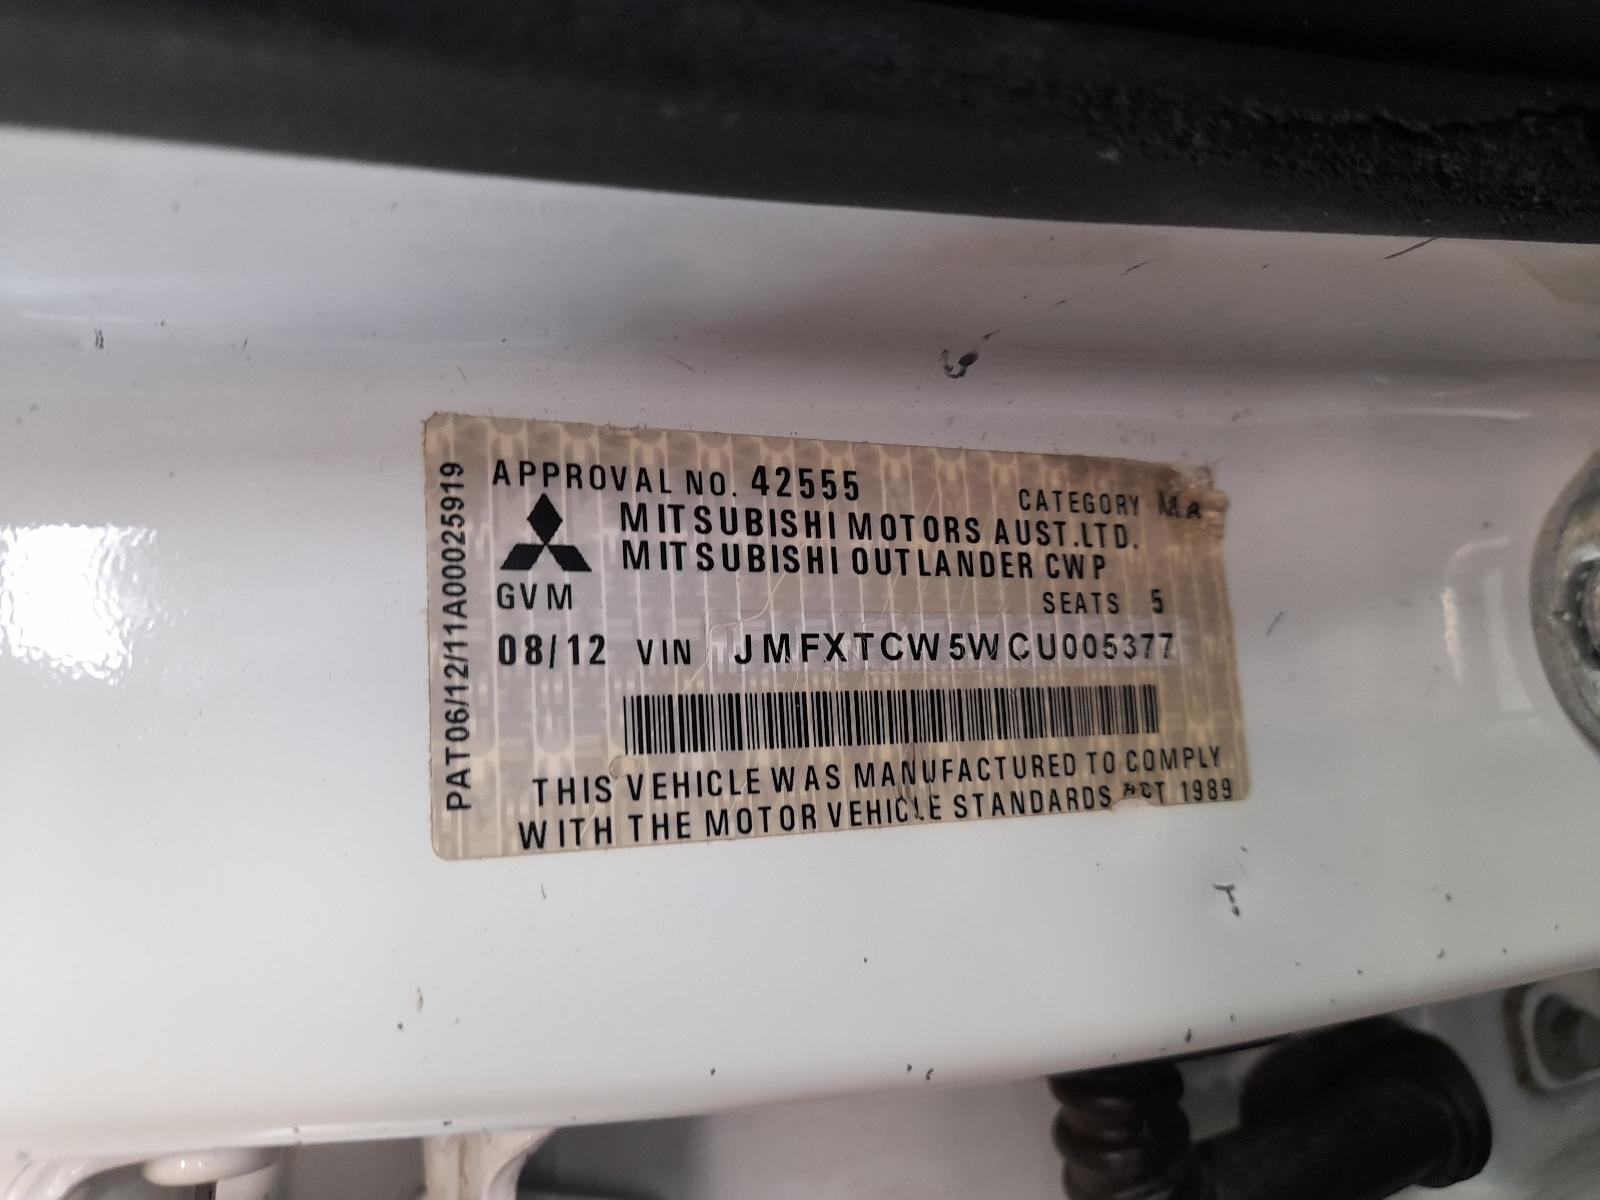 PAT06/12/11A00025919
APPROVAL NO. 42555
CATEGORY MA
MITSUBISHI MOTORS AUST.LTD.
MITSUBISHI OUTLANDER CWP
GVM
SEATS 5
08/12 VIN JMFXTCW5WCU005377
THIS VEHICLE WAS MANUFACTURED TO COMPLY
WITH THE MOTOR VEHICLE STANDARDS ACT 1989